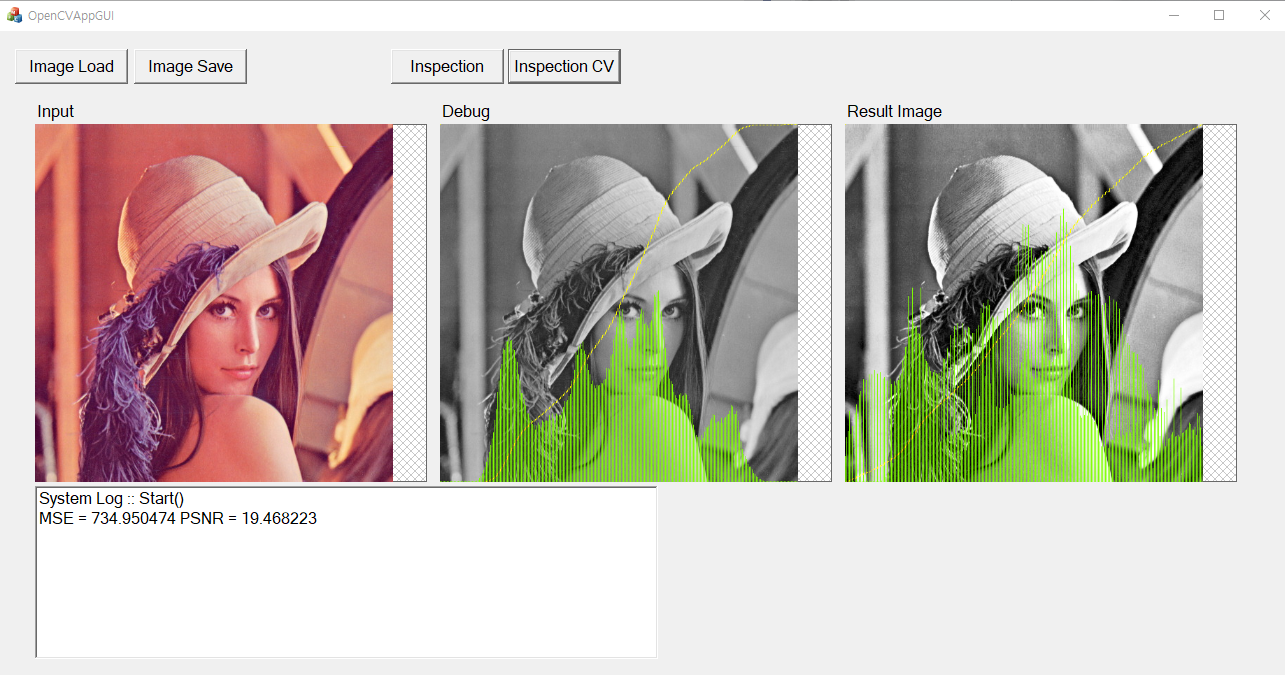 OpenCVAppGUI
Image Load Image Save Inspection Inspection CV
Input Debug Result Image
System Log :: Start()
MSE = 734.950474 PSNR = 19.468223